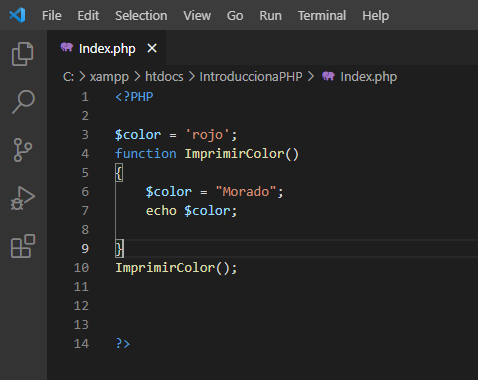 File Edit Selection View Go Run Terminal Help
Index.php ×
C: > xampp > htdocs > IntroduccionaPHP > Index.php
1 <?PHP
2
3 $color = 'rojo';
4 function ImprimirColor()
5 {
6 $color = "Morado";
7 echo $color;
8
9 }
10 ImprimirColor();
11
12
13
14 ?>